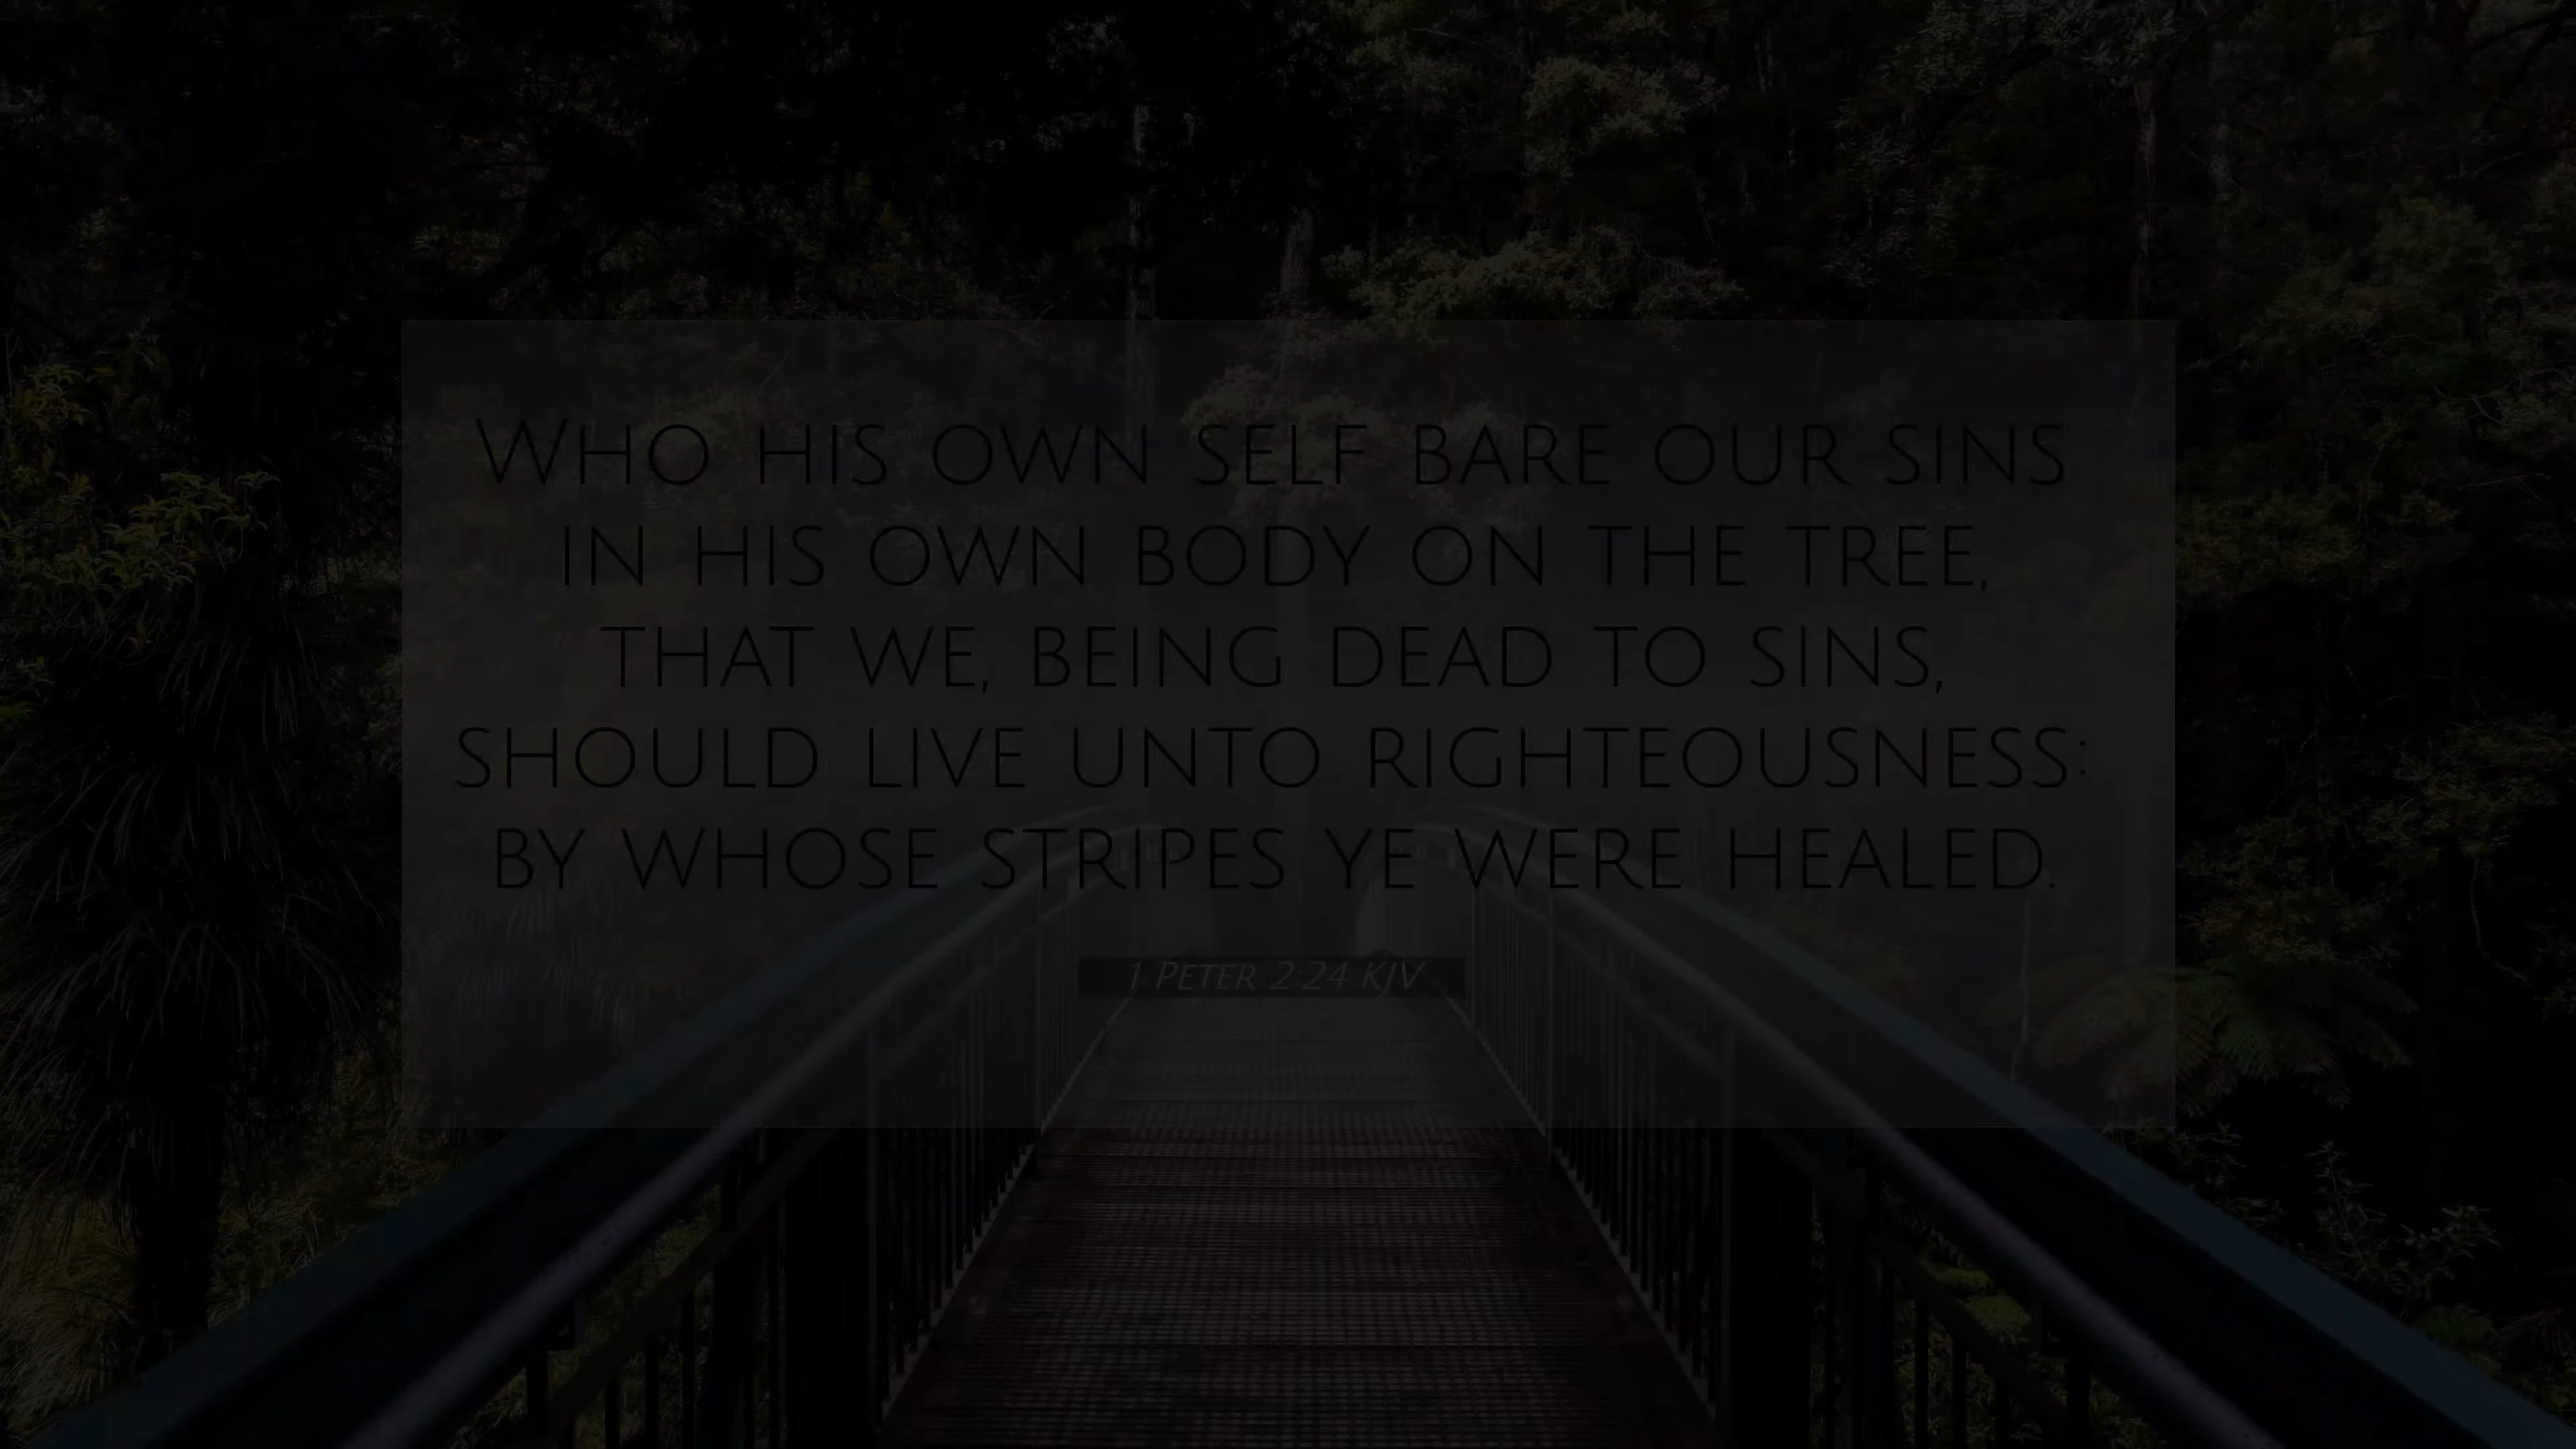 Who his own self bare our sins
in his own body on the tree,
that we, being dead to sins,
should live unto righteousness:
by whose stripes ye were healed.
1 Peter 2:24 KJV